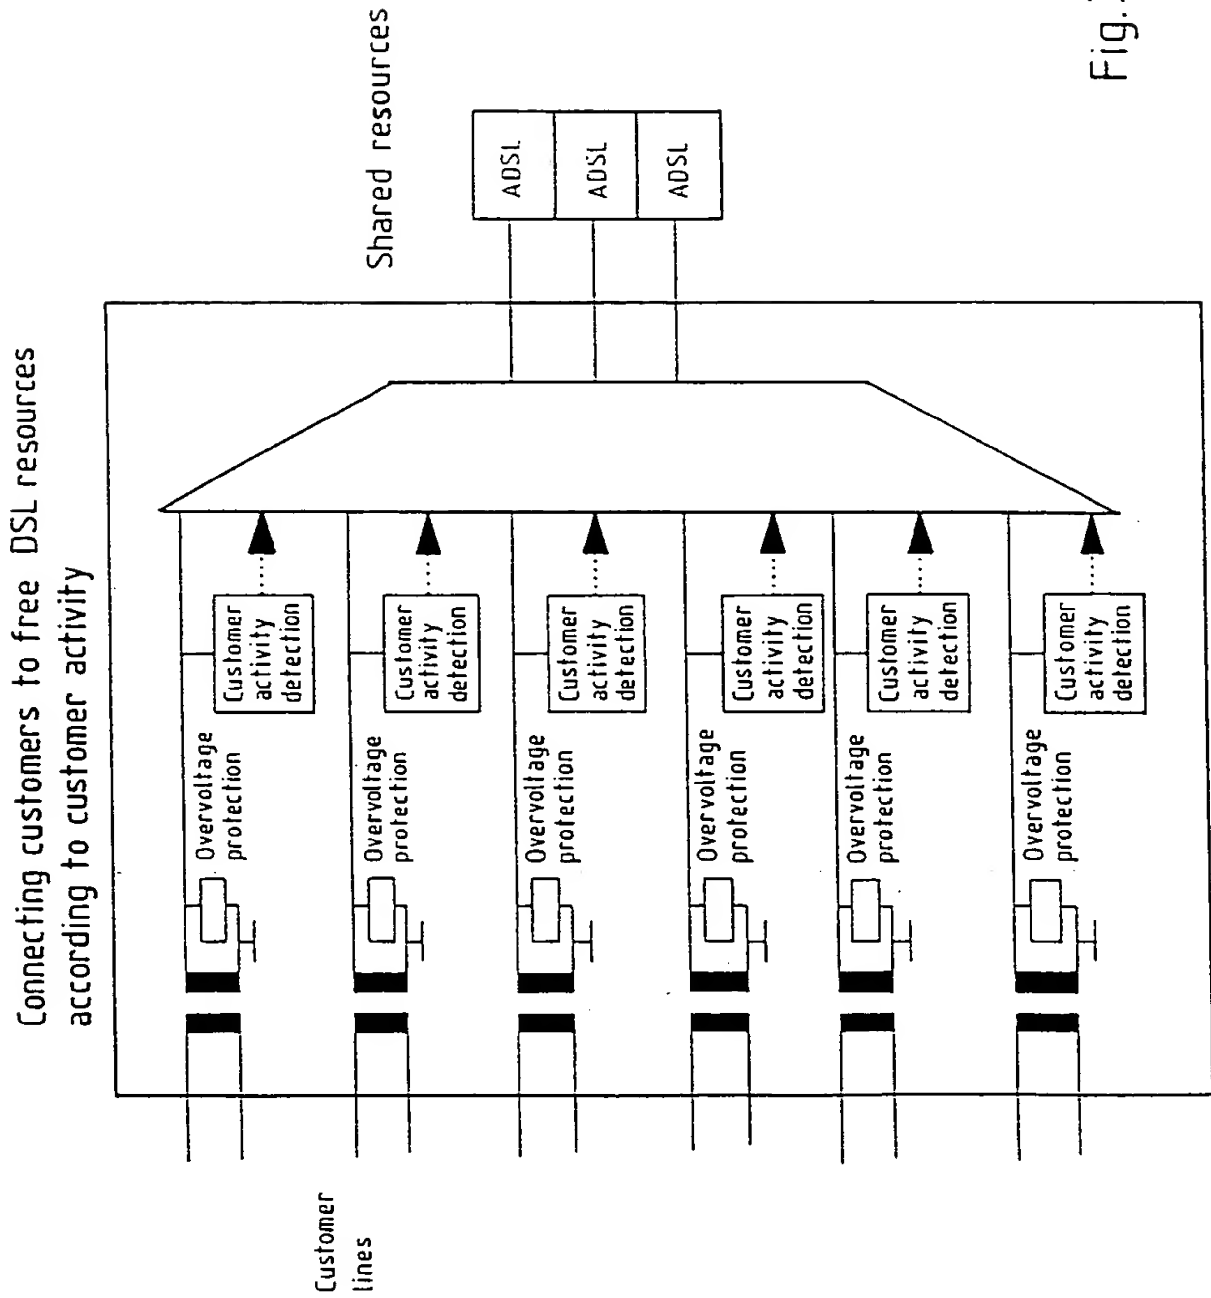 Connecting customers to free DSL resources
according to customer activity
Customer
lines
Overvoltage
protection
Customer
activity
detection
Overvoltage
protection
Customer
activity
detection
Overvoltage
protection
Customer
activity
detection
Overvoltage
protection
Customer
activity
detection
Overvoltage
protection
Customer
activity
detection
Overvoltage
protection
Customer
activity
detection
Shared resources
ADSL
ADSL
ADSL
Fig.